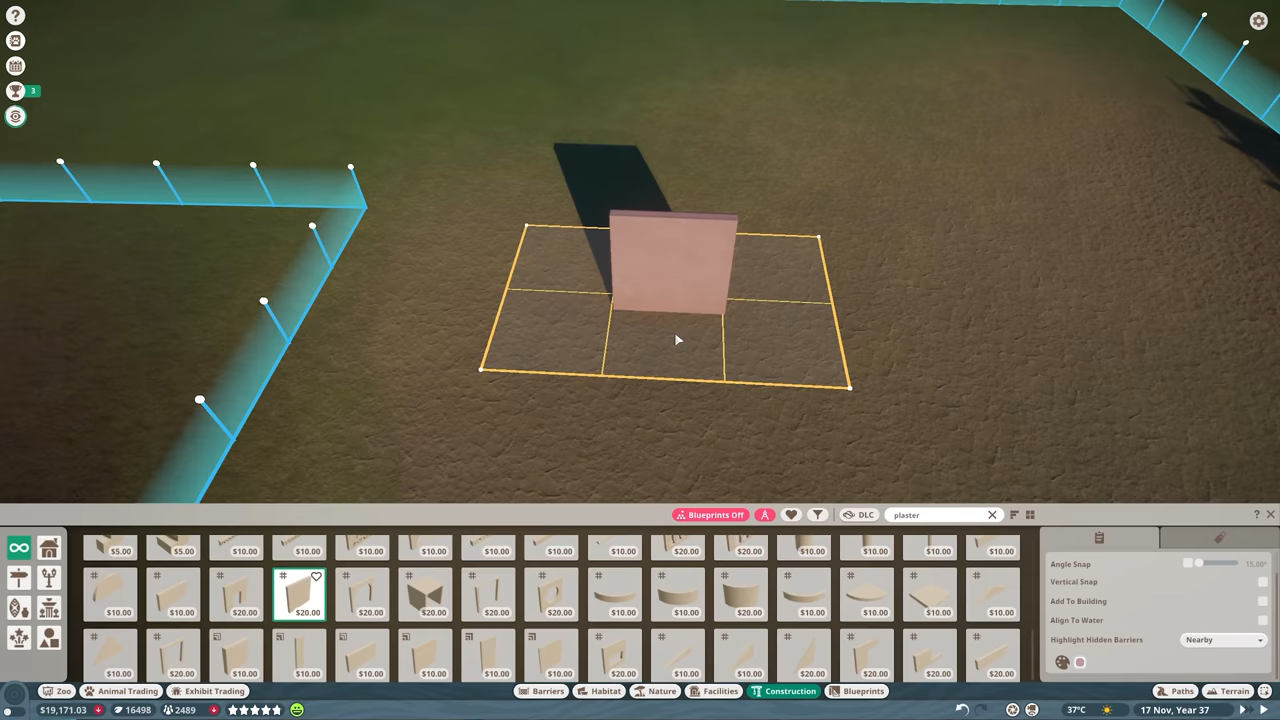 ?
3
Blueprints Off
DLC
plaster
?
$5.00 $5.00 $10.00 $10.00 $10.00 $10.00 $10.00 $10.00 $10.00 $20.00 $20.00 $10.00 $10.00 $10.00 $10.00
$10.00 $10.00 $20.00 $20.00 $20.00 $20.00 $20.00 $20.00 $10.00 $10.00 $20.00 $10.00 $10.00 $20.00 $10.00
$10.00 $20.00 $20.00 $10.00 $10.00 $20.00 $10.00 $20.00 $20.00 $10.00 $10.00 $10.00 $10.00 $10.00 $10.00
Angle Snap 15.00°
Vertical Snap
Add To Building
Align To Water
Highlight Hidden Barriers Nearby
Zoo Animal Trading Exhibit Trading Barriers Habitat Nature Facilities Construction Blueprints Paths Terrain
$19,171.03 16498 2489 37°C 17 Nov, Year 37